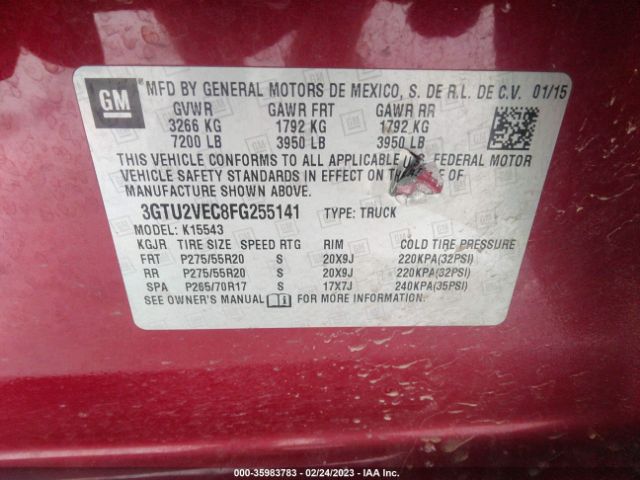 GM
MFD BY GENERAL MOTORS DE MEXICO, S. DE R.L. DE C.V. 01/15
GVWR GAWR FRT GAWR RR
3266 KG 1792 KG 1792 KG
7200 LB 3950 LB 3950 LB
THIS VEHICLE CONFORMS TO ALL APPLICABLE U.S. FEDERAL MOTOR
VEHICLE SAFETY STANDARDS IN EFFECT ON THE DATE OF
MANUFACTURE SHOWN ABOVE.
3GTU2VEC8FG255141 TYPE: TRUCK
MODEL: K15543
KGJR TIRE SIZE SPEED RTG RIM COLD TIRE PRESSURE
FRT P275/55R20 S 20X9J 220KPA(32PSI)
RR P275/55R20 S 20X9J 220KPA(32PSI)
P265/70R17 S 17X7J 240KPA(35PSI)
SEE OWNER'S MANUAL FOR MORE INFORMATION.
000-35983783 - 02/24/2023 - IAA Inc.